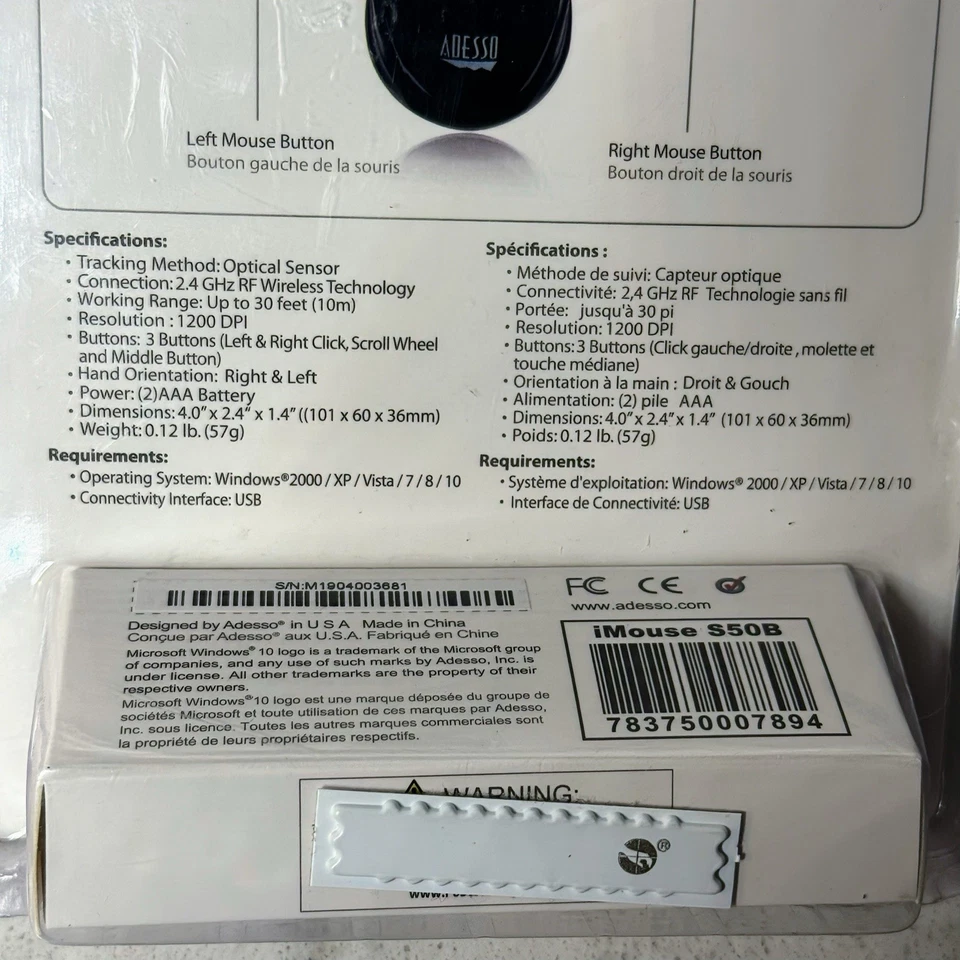 ADESSO
Left Mouse Button
Bouton gauche de la souris
Right Mouse Button
Bouton droit de la souris
Specifications:
• Tracking Method: Optical Sensor
• Connection: 2.4 GHz RF Wireless Technology
• Working Range: Up to 30 feet (10m)
• Resolution : 1200 DPI
• Buttons: 3 Buttons (Left & Right Click, Scroll Wheel
and Middle Button)
• Hand Orientation: Right & Left
• Power: (2)AAA Battery
• Dimensions: 4.0” x 2.4” x 1.4” ((101 x 60 x 36mm)
• Weight: 0.12 lb. (57g)
Requirements:
• Operating System: Windows® 2000 / XP / Vista / 7 / 8 / 10
• Connectivity Interface: USB
Spécifications :
• Méthode de suivi: Capteur optique
• Connectivité: 2,4 GHz RF Technologie sans fil
• Portée: jusqu'à 30 pi
• Resolution: 1200 DPI
• Buttons: 3 Buttons (Click gauche/droite , molette et
touche médiane)
• Orientation à la main : Droit & Gouch
• Alimentation: (2) pile AAA
• Dimensions: 4.0” x 2.4” x 1.4” (101 x 60 x 36mm)
• Poids: 0.12 lb. (57g)
Requirements:
• Système d'exploitation: Windows® 2000 / XP / Vista / 7 / 8 / 10
• Interface de Connectivité: USB
S/N:M1904003681
Designed by Adesso® in U S A Made in China
Conçue par Adesso® aux U.S.A. Fabriqué en Chine
Microsoft Windows® 10 logo is a trademark of the Microsoft group
of companies, and any use of such marks by Adesso, Inc. is
under license. All other trademarks are the property of their
respective owners.
Microsoft Windows®10 logo est une marque déposée du groupe de
sociétés Microsoft et toute utilisation de ces marques par Adesso,
Inc. sous licence. Toutes les autres marques commerciales sont
la propriété de leurs propriétaires respectifs.
FC CE
www.adesso.com
iMouse S50B
783750007894
WARNING:
®